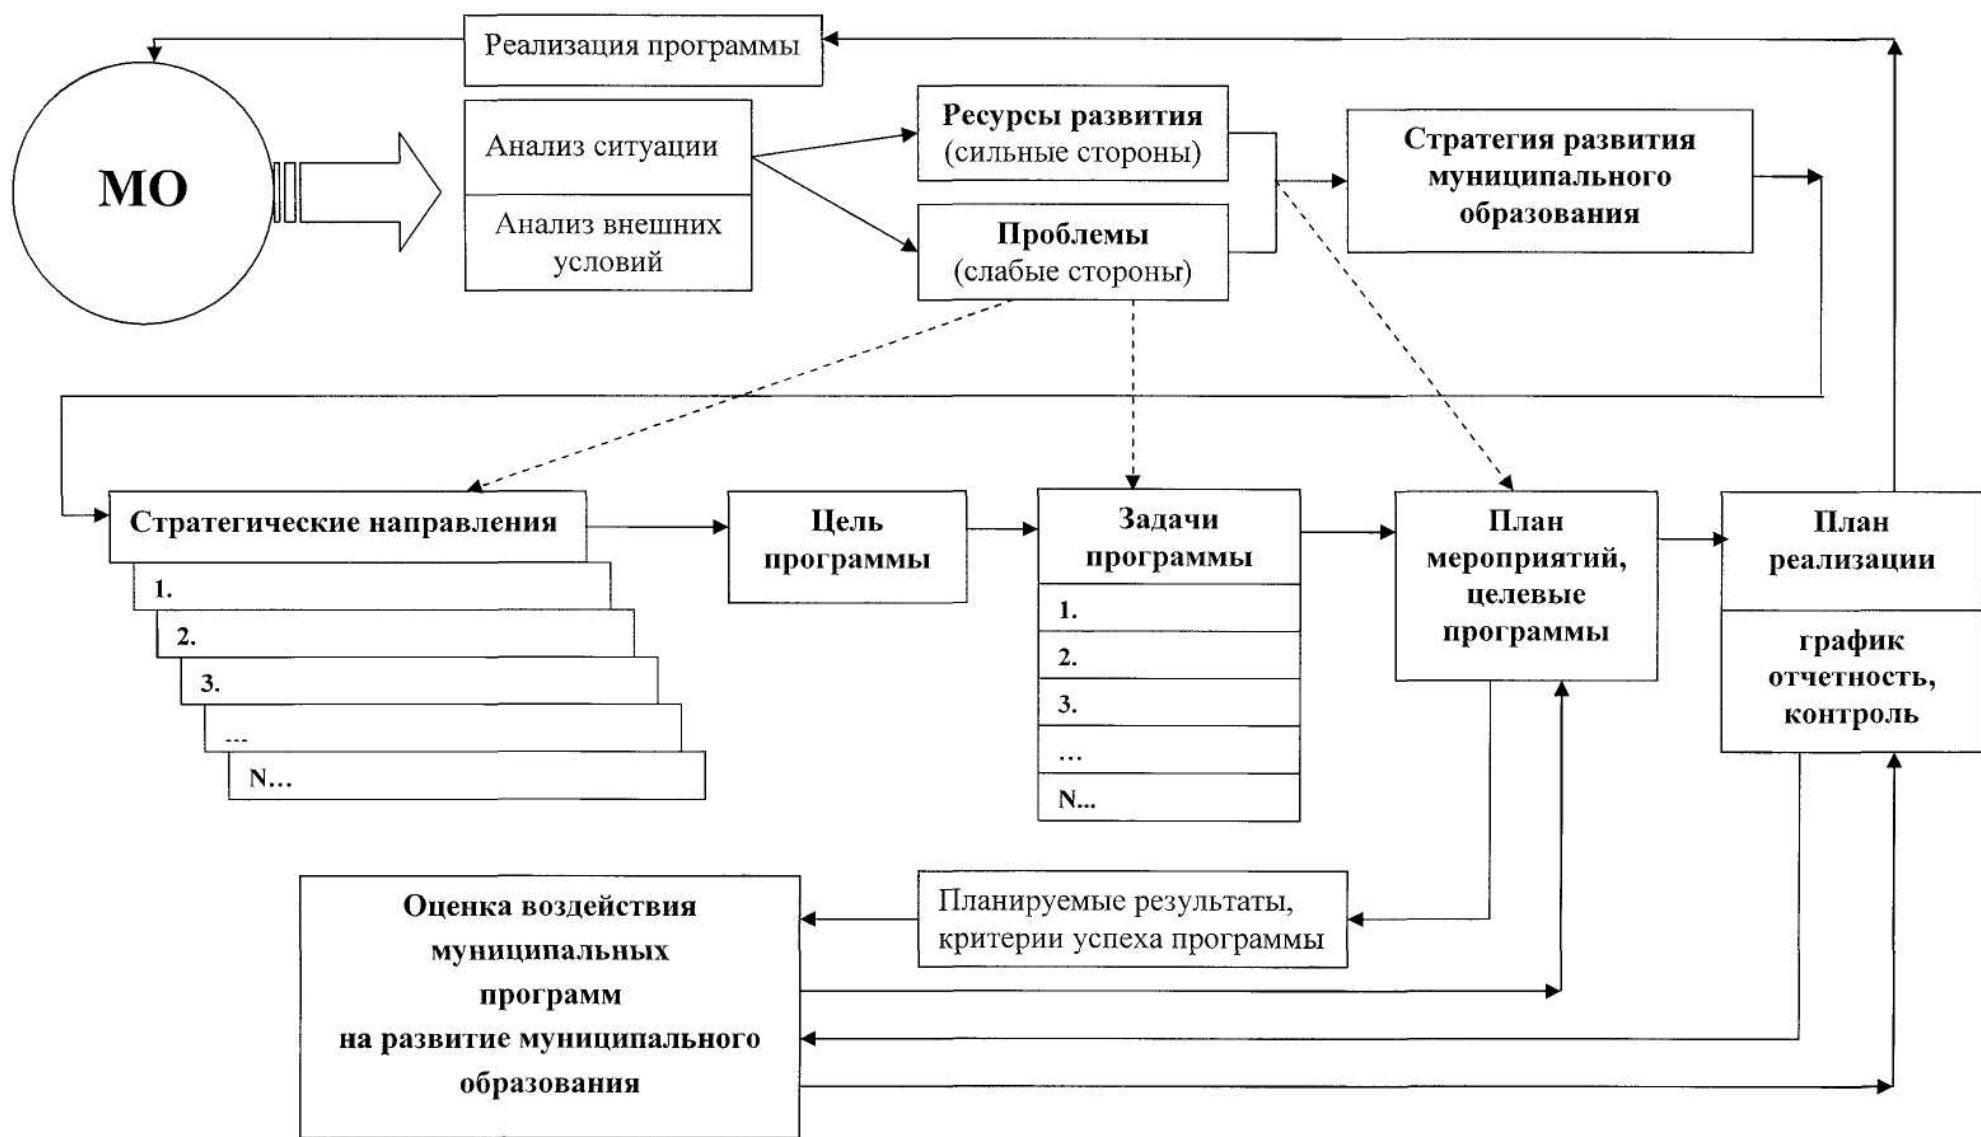 Реализация программы
МО
Анализ ситуации
Анализ внешних
условий
Ресурсы развития
(сильные стороны)
Проблемы
(слабые стороны)
Стратегия развития
муниципального
образования
Стратегические направления
1.
2.
3.
...
N...
Цель
программы
Задачи
программы
1.
2.
3.
...
N...
План
мероприятий,
целевые
программы
План
реализации
график
отчетность,
контроль
Планируемые результаты,
критерии успеха программы
Оценка воздействия
муниципальных
программ
на развитие муниципального
образования